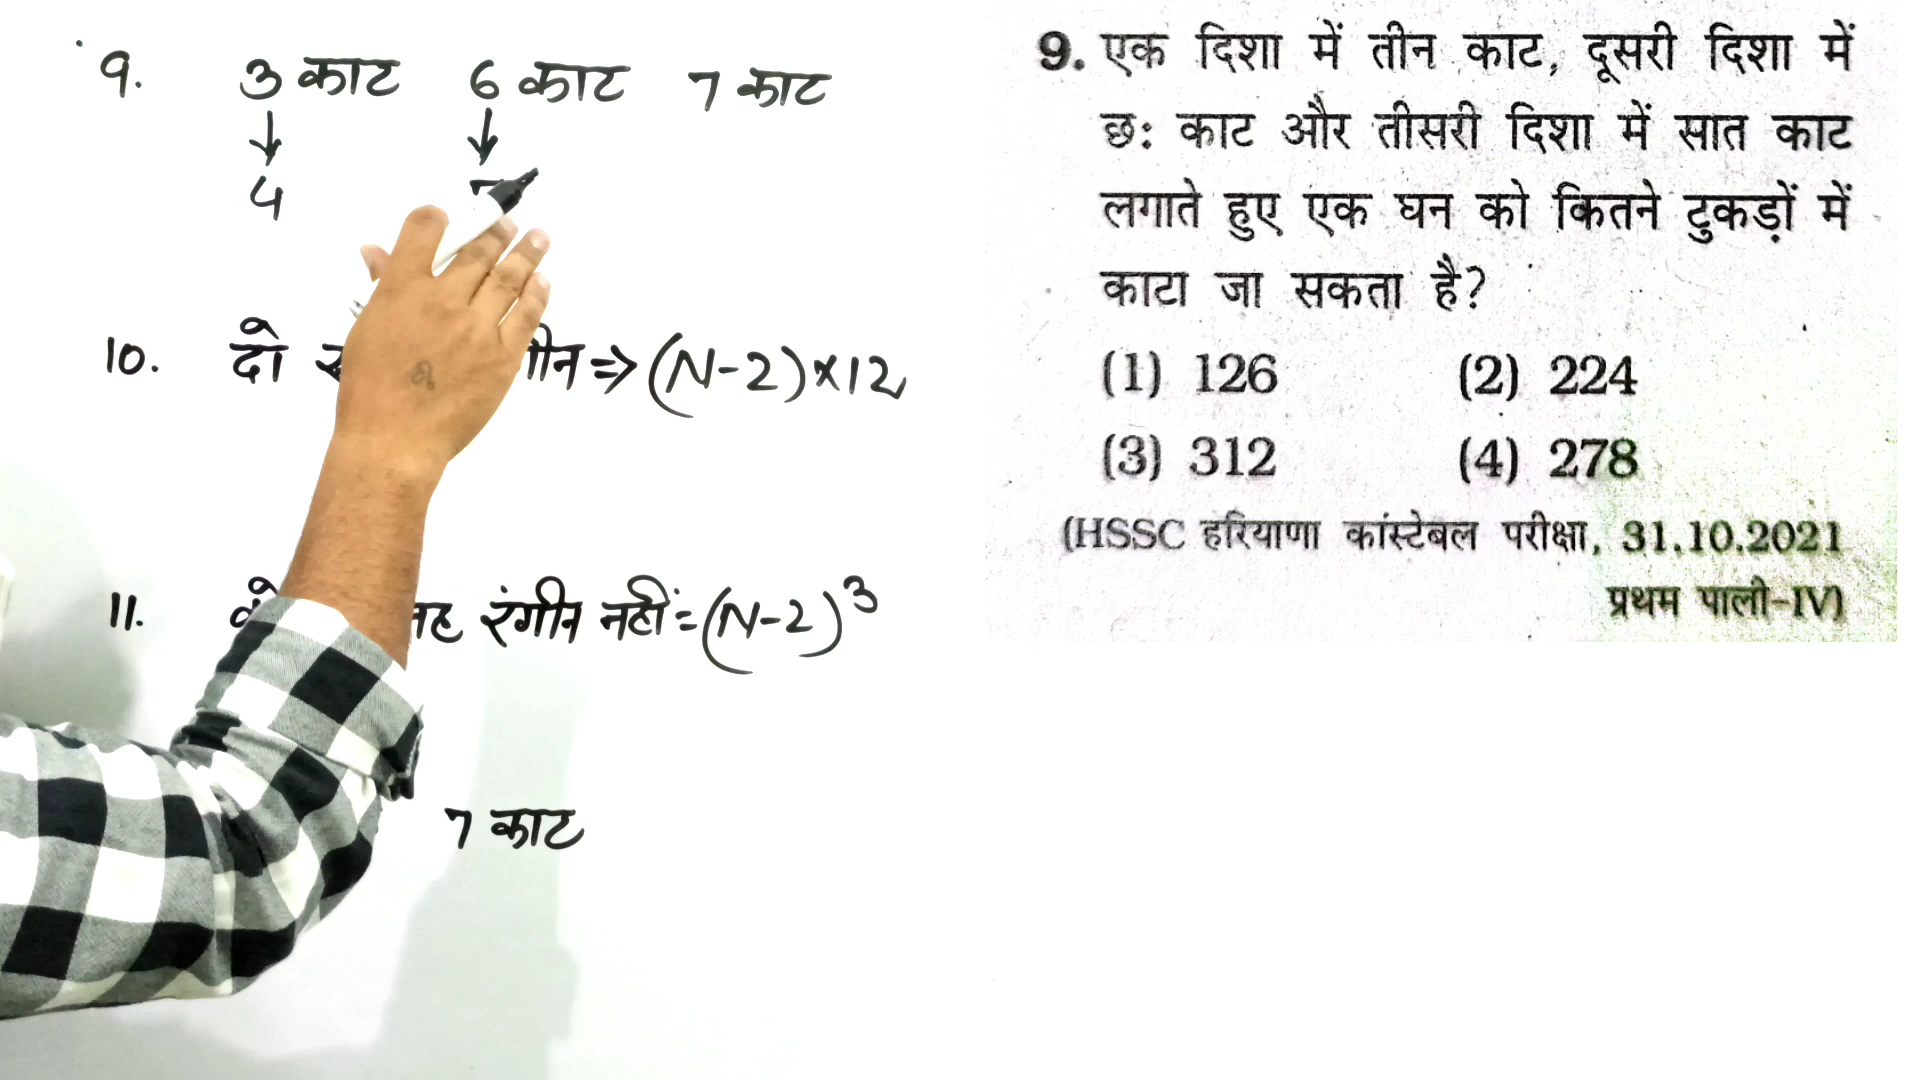 9. 3 काट 6 काट 7 काट
4
10. दो ⇒ (N-2)×12
11. रंगीन नहीं = (N-2)³
7 काट
9. एक दिशा में तीन काट, दूसरी दिशा में
छः काट और तीसरी दिशा में सात काट
लगाते हुए एक घन को कितने टुकड़ों में
काटा जा सकता है?
(1) 126 (2) 224
(3) 312 (4) 278
(HSSC हरियाणा कांस्टेबल परीक्षा, 31.10.2021
प्रथम पाली-IV)